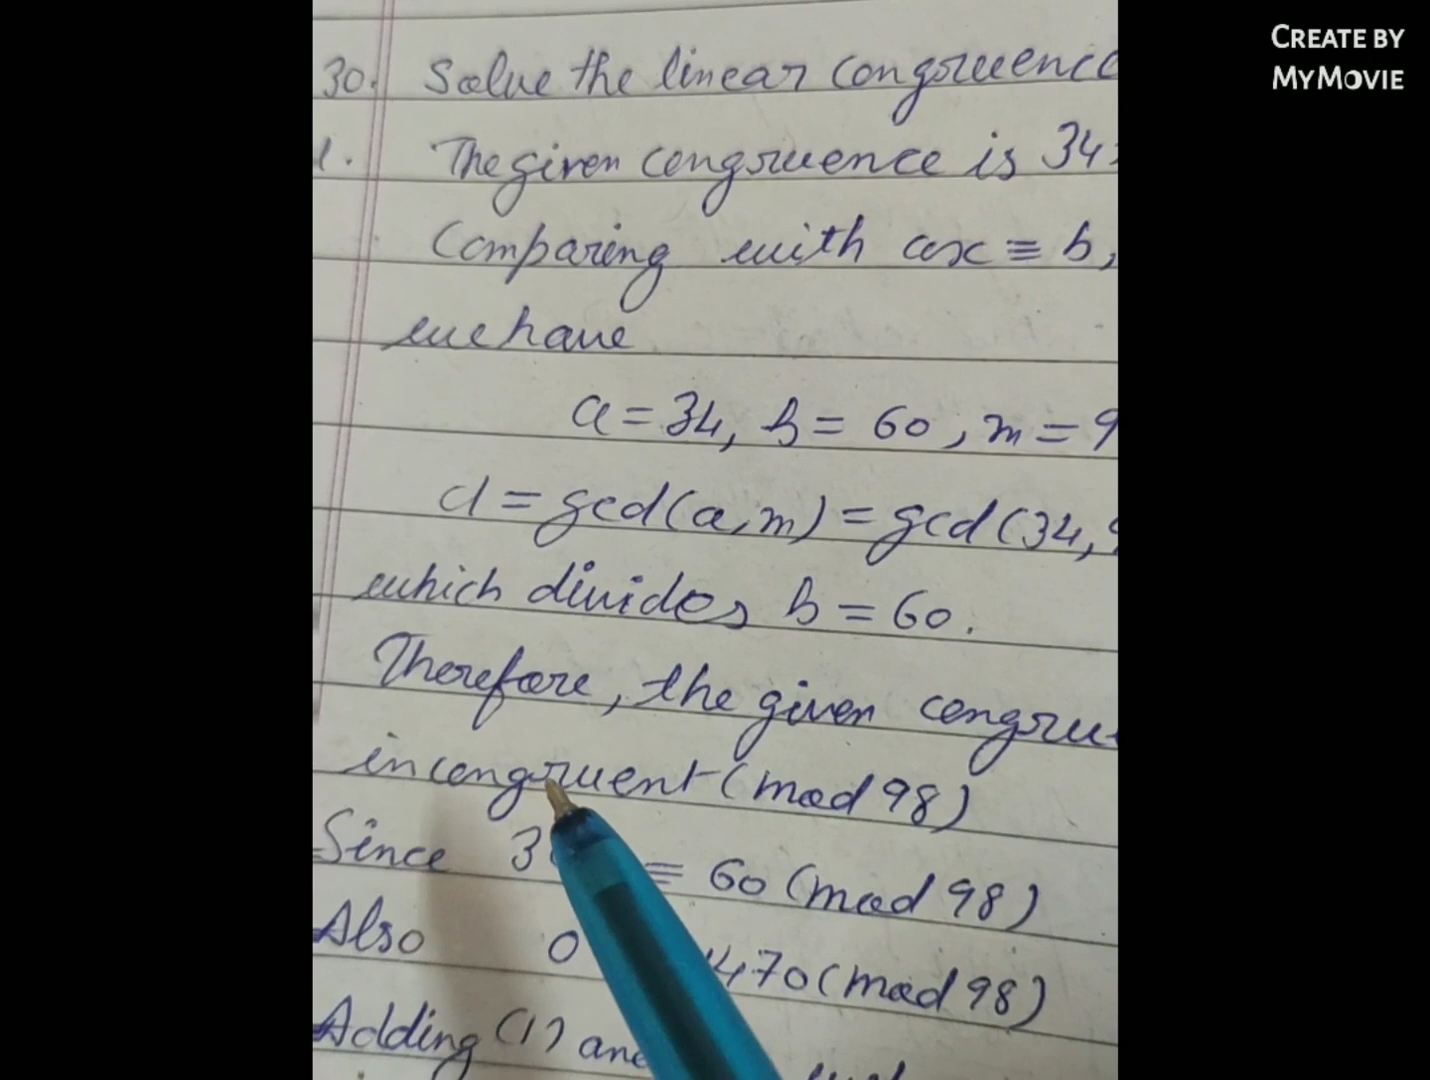 30. Solve the linear congruenc
The given congruence is 34
Comparing with ax ≡ b,
we have
a = 34, b = 60, m = 9
d = gcd(a,m) = gcd(34,9
which divides b = 60.
Therefore, the given congru
incongruent (mod 98)
Since 3 ≡ 60 (mod 98)
Also 0 470 (mod 98)
Adding (1) and
CREATE BY
MYMOVIE